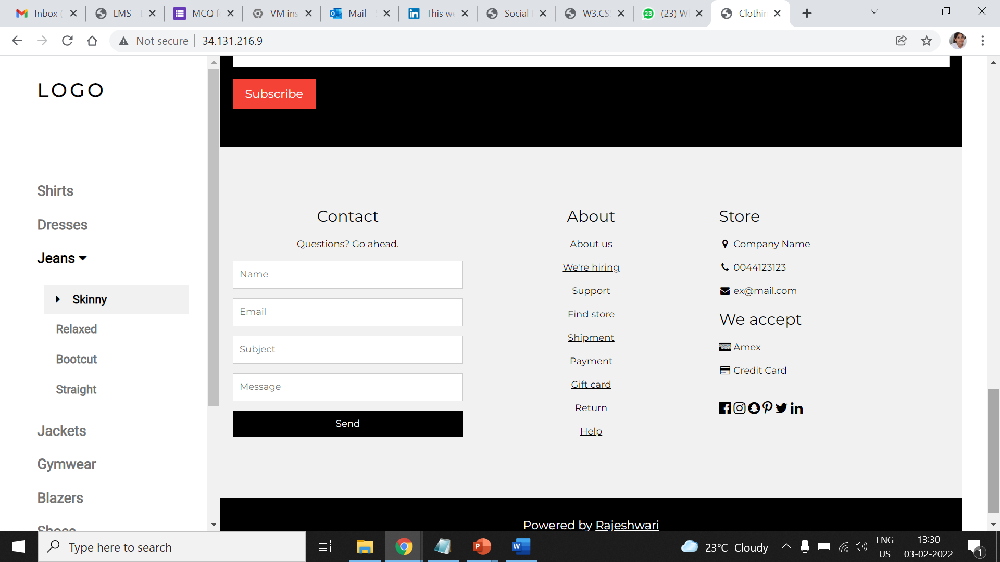 Inbox (
LMS - L
MCQ f
VM ins
Mail - S
This we
Social
W3.CS
(23) W
Clothin
Not secure
34.131.216.9
LOGO
Shirts
Dresses
Jeans
Skinny
Relaxed
Bootcut
Straight
Jackets
Gymwear
Blazers
Shoes
Subscribe
Contact
Questions? Go ahead.
Name
Email
Subject
Message
Send
About
About us
We're hiring
Support
Find store
Shipment
Payment
Gift card
Return
Help
Store
Company Name
0044123123
ex@mail.com
We accept
Amex
Credit Card
Powered by Rajeshwari
Type here to search
23°C Cloudy
ENG
US
13:30
03-02-2022
1